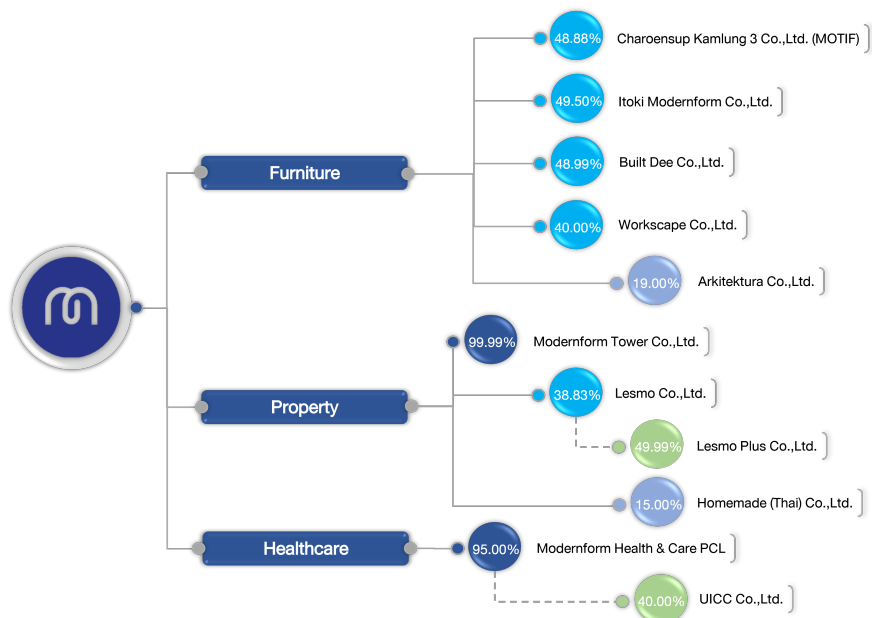 48.88% Charoensup Kamlung 3 Co.,Ltd. (MOTIF)
49.50% Itoki Modernform Co.,Ltd.
Furniture
48.99% Built Dee Co.,Ltd.
40.00% Workscape Co.,Ltd.
19.00% Arkitektura Co.,Ltd.
99.99% Modernform Tower Co.,Ltd.
Property
38.83% Lesmo Co.,Ltd.
49.99% Lesmo Plus Co.,Ltd.
15.00% Homemade (Thai) Co.,Ltd.
Healthcare
95.00% Modernform Health & Care PCL
40.00% UICC Co.,Ltd.